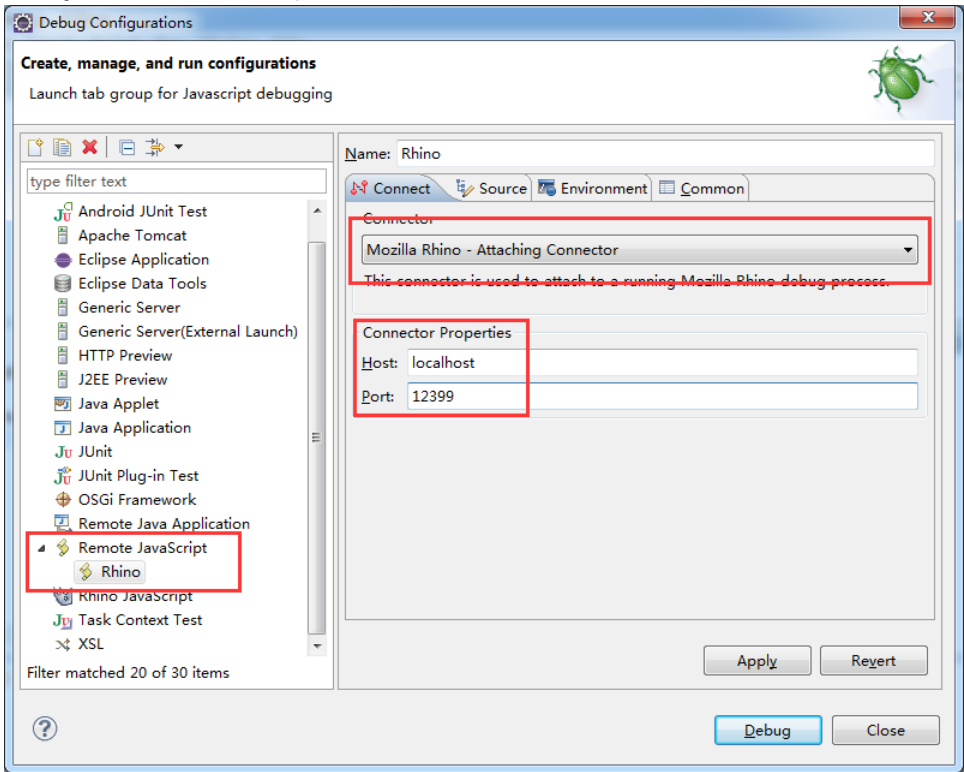 Debug Configurations
Create, manage, and run configurations
Launch tab group for Javascript debugging
type filter text
Android JUnit Test
Apache Tomcat
Eclipse Application
Eclipse Data Tools
Generic Server
Generic Server(External Launch)
HTTP Preview
J2EE Preview
Java Applet
Java Application
JUnit
JUnit Plug-in Test
OSGi Framework
Remote Java Application
Remote JavaScript
Rhino
Rhino JavaScript
Task Context Test
XSL
Filter matched 20 of 30 items
Name: Rhino
Connect Source Environment Common
Connector
Mozilla Rhino - Attaching Connector
This connector is used to attach to a running Mozilla Rhino debug process.
Connector Properties
Host: localhost
Port: 12399
Apply Revert
Debug Close